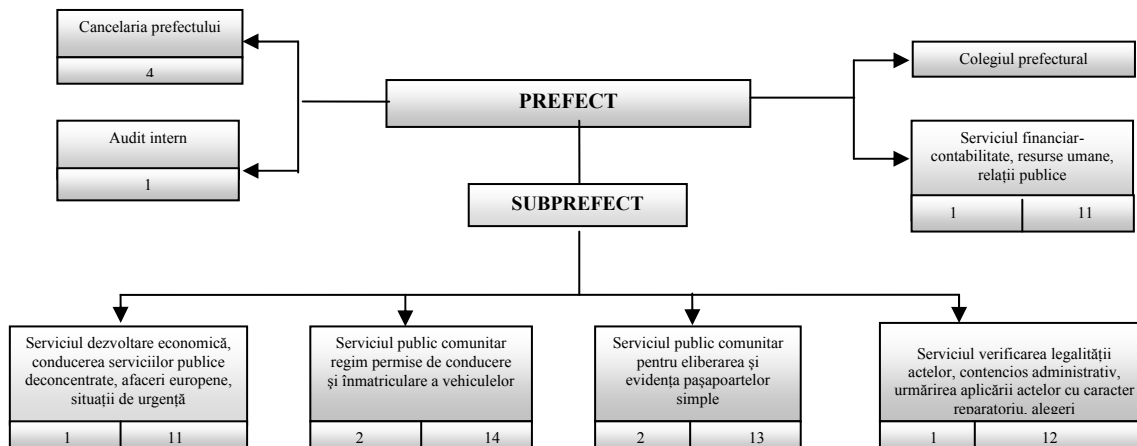 Cancelaria prefectului
4
Colegiul prefectural
PREFECT
Audit intern
1
Serviciul financiar-
contabilitate, resurse umane,
relații publice
1 11
SUBPREFECT
Serviciul dezvoltare economică,
conducerea serviciilor publice
deconcentrate, afaceri europene,
situații de urgență
1 11
Serviciul public comunitar
regim permise de conducere
și înmatriculare a vehiculelor
2 14
Serviciul public comunitar
pentru eliberarea și
evidența pașapoartelor
simple
2 13
Serviciul verificarea legalității
actelor, contencios administrativ,
urmărirea aplicării actelor cu caracter
reparatoriu, alegeri
1 12